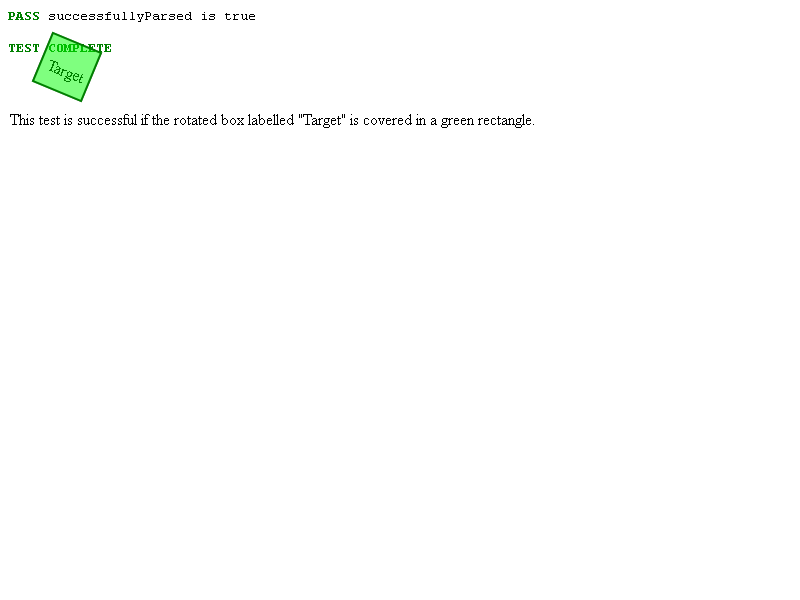 PASS successfullyParsed is true
TEST COMPLETE
Target
This test is successful if the rotated box labelled "Target" is covered in a green rectangle.